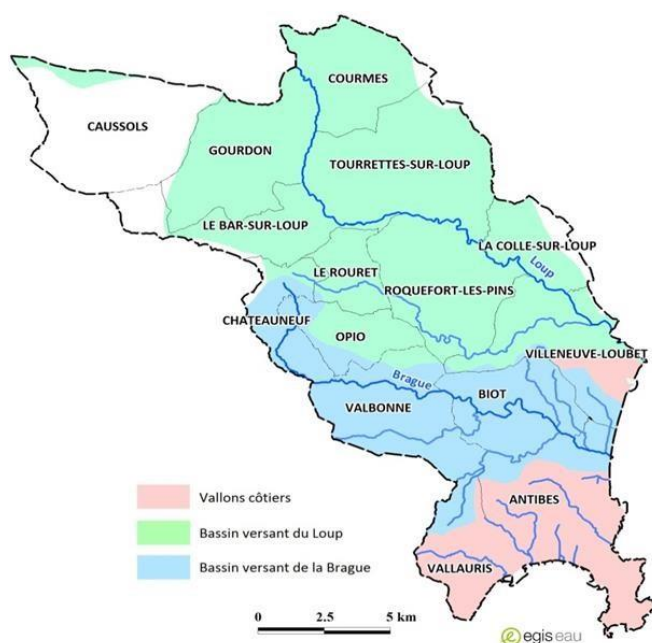 COURMES
CAUSSOLS
GOURDON
TOURRETTES-SUR-LOUP
LE BAR-SUR-LOUP
LA COLLE-SUR-LOUP
Loup
LE ROURET
ROQUEFORT-LES-PINS
CHATEAUNEUF
OPIO
VILLENEUVE-LOUBET
Brague
BIOT
VALBONNE
Vallons côtiers
ANTIBES
Bassin versant du Loup
Bassin versant de la Brague
VALLAURIS
0 2.5 5 km
egis eau